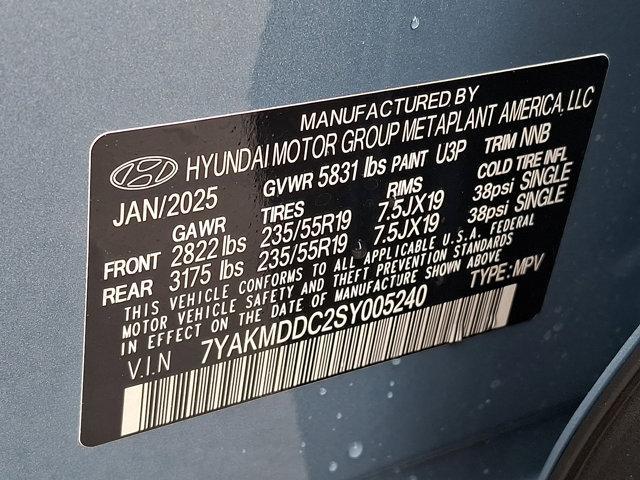 MANUFACTURED BY
HYUNDAI MOTOR GROUP METAPLANT AMERICA, LLC
JAN/2025 GVWR 5831 lbs PAINT U3P TRIM NNB
GAWR TIRES RIMS COLD TIRE INFL
FRONT 2822 lbs 235/55R19 7.5JX19 38psi SINGLE
REAR 3175 lbs 235/55R19 7.5JX19 38psi SINGLE
THIS VEHICLE CONFORMS TO ALL APPLICABLE U.S.A. FEDERAL
MOTOR VEHICLE SAFETY AND THEFT PREVENTION STANDARDS
IN EFFECT ON THE DATE OF MANUFACTURE SHOWN ABOVE
V.I.N 7YAKMDDC2SY005240 TYPE:MPV